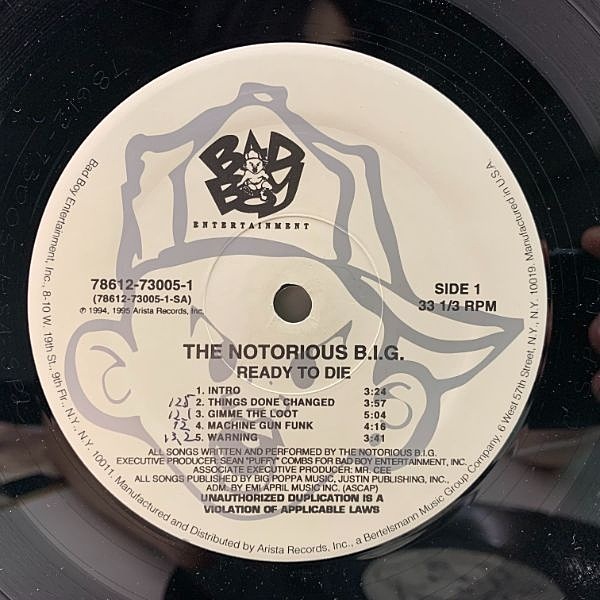 BAD
BOY
ENTERTAINMENT
78612-73005-1
(78612-73005-1-SA)
℗ 1994, 1995 Arista Records, Inc.
SIDE 1
33 1/3 RPM
THE NOTORIOUS B.I.G.
READY TO DIE
1. INTRO 3:24
2. THINGS DONE CHANGED 3:57
3. GIMME THE LOOT 5:04
4. MACHINE GUN FUNK 4:16
5. WARNING 3:41
ALL SONGS WRITTEN AND PERFORMED BY THE NOTORIOUS B.I.G.
EXECUTIVE PRODUCER: SEAN "PUFFY" COMBS FOR BAD BOY ENTERTAINMENT, INC.
ASSOCIATE EXECUTIVE PRODUCER: MR. CEE
ALL SONGS PUBLISHED BY BIG POPPA MUSIC, JUSTIN PUBLISHING, INC.,
ADM. BY EMI APRIL MUSIC INC. (ASCAP)
UNAUTHORIZED DUPLICATION IS A
VIOLATION OF APPLICABLE LAWS
Bad Boy Entertainment, Inc., 8-10 W. 19th St., 9th Flr., N.Y., N.Y. 10011. Manufactured and Distributed by Arista Records, Inc., a Bertelsmann Music Group Company, 6 West 57th Street, N.Y., N.Y. 10019. Manufactured in U.S.A.